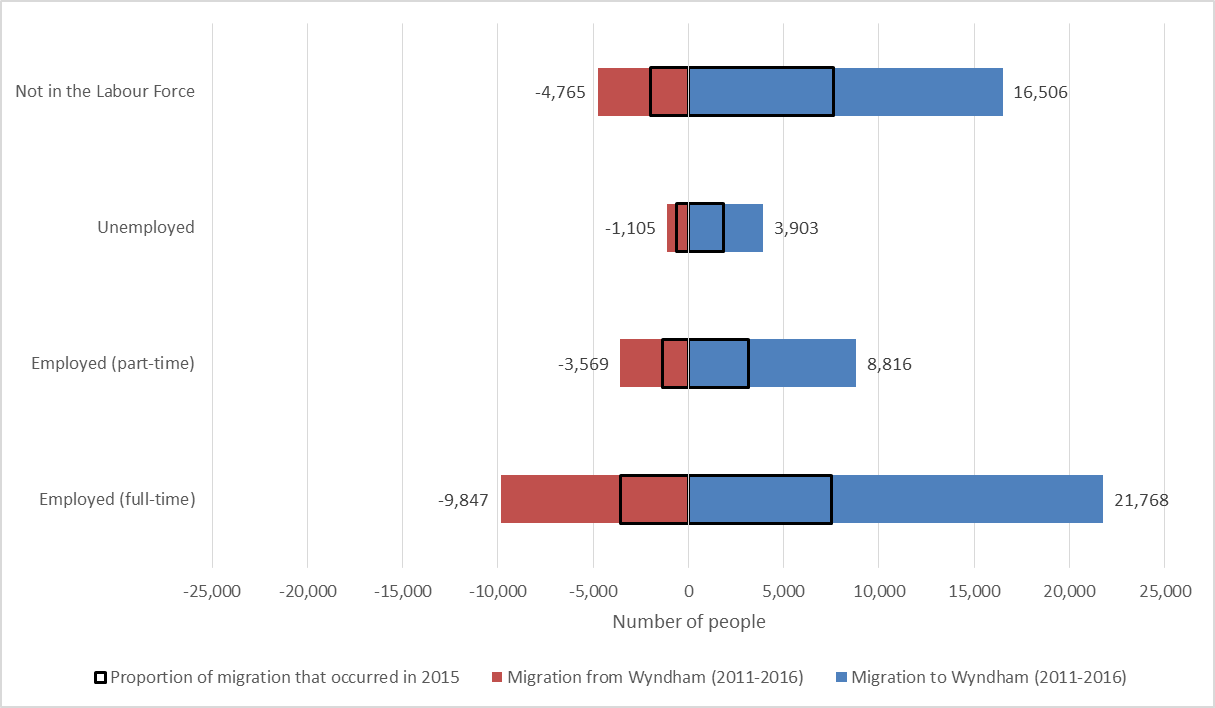 Not in the Labour Force
-4,765
16,506
Unemployed
-1,105
3,903
Employed (part-time)
-3,569
8,816
Employed (full-time)
-9,847
21,768
-25,000 -20,000 -15,000 -10,000 -5,000 0 5,000 10,000 15,000 20,000 25,000
Number of people
Proportion of migration that occurred in 2015 Migration from Wyndham (2011-2016) Migration to Wyndham (2011-2016)